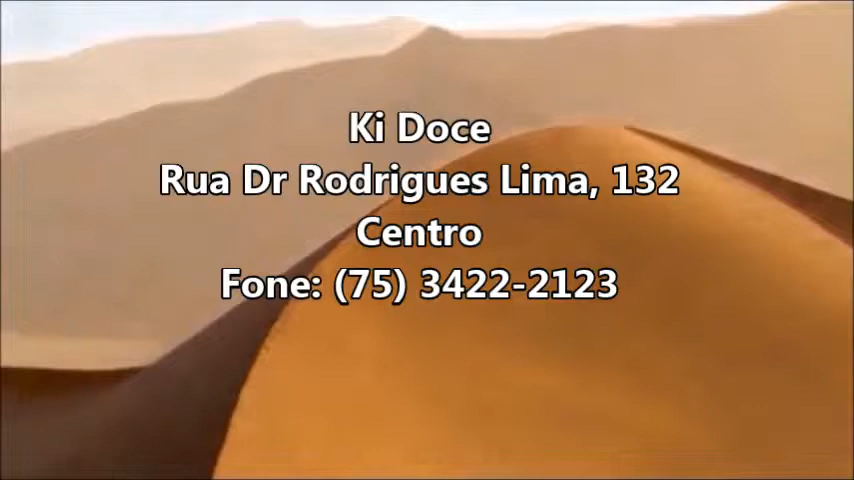 Ki Doce
Rua Dr Rodrigues Lima, 132
Centro
Fone: (75) 3422-2123